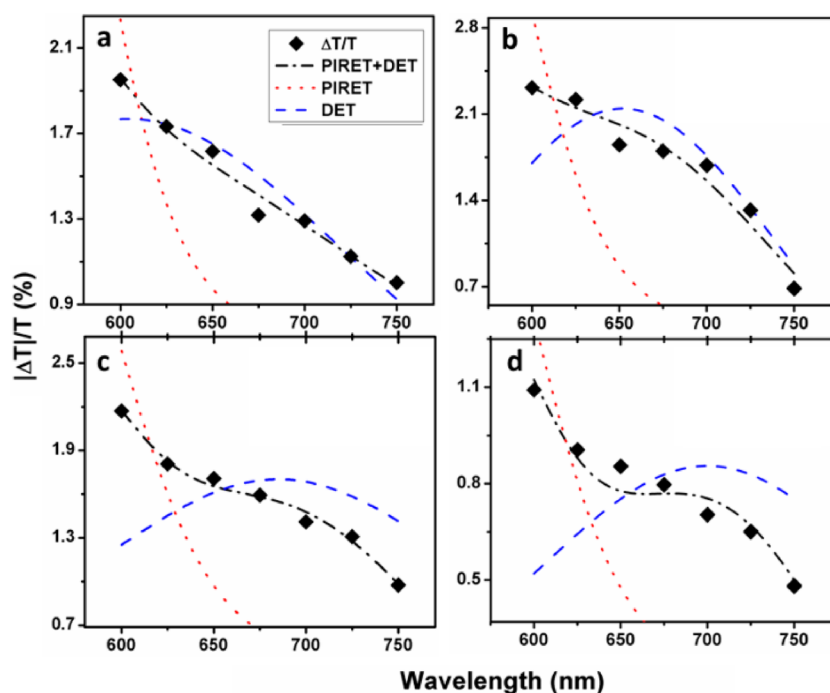 a
2.1
1.7
1.3
0.9
600 650 700 750
ΔT/T
PIRET+DET
PIRET
DET
b
2.8
2.1
1.4
0.7
600 650 700 750
|ΔT|/T (%)
c
2.5
1.9
1.3
0.7
600 650 700 750
d
1.1
0.8
0.5
600 650 700 750
Wavelength (nm)